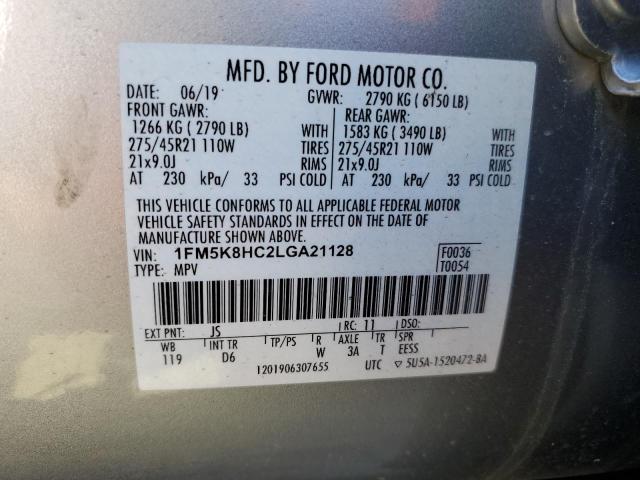 MFD. BY FORD MOTOR CO.
DATE: 06/19 GVWR: 2790 KG ( 6150 LB)
FRONT GAWR: REAR GAWR:
1266 KG ( 2790 LB) WITH 1583 KG ( 3490 LB) WITH
275/45R21 110W TIRES 275/45R21 110W TIRES
21x9.0J RIMS 21x9.0J RIMS
AT 230 kPa/ 33 PSI COLD AT 230 kPa/ 33 PSI COLD
THIS VEHICLE CONFORMS TO ALL APPLICABLE FEDERAL MOTOR
VEHICLE SAFETY STANDARDS IN EFFECT ON THE DATE OF
MANUFACTURE SHOWN ABOVE.
VIN: 1FM5K8HC2LGA21128 F0036
TYPE: MPV T0054
EXT PNT: JS RC: 11 DSO:
WB INT TR TP/PS R AXLE TR SPR
119 D6 W 3A T EESS
1201906307655 UTC ▽ 5U5A-1520472-BA